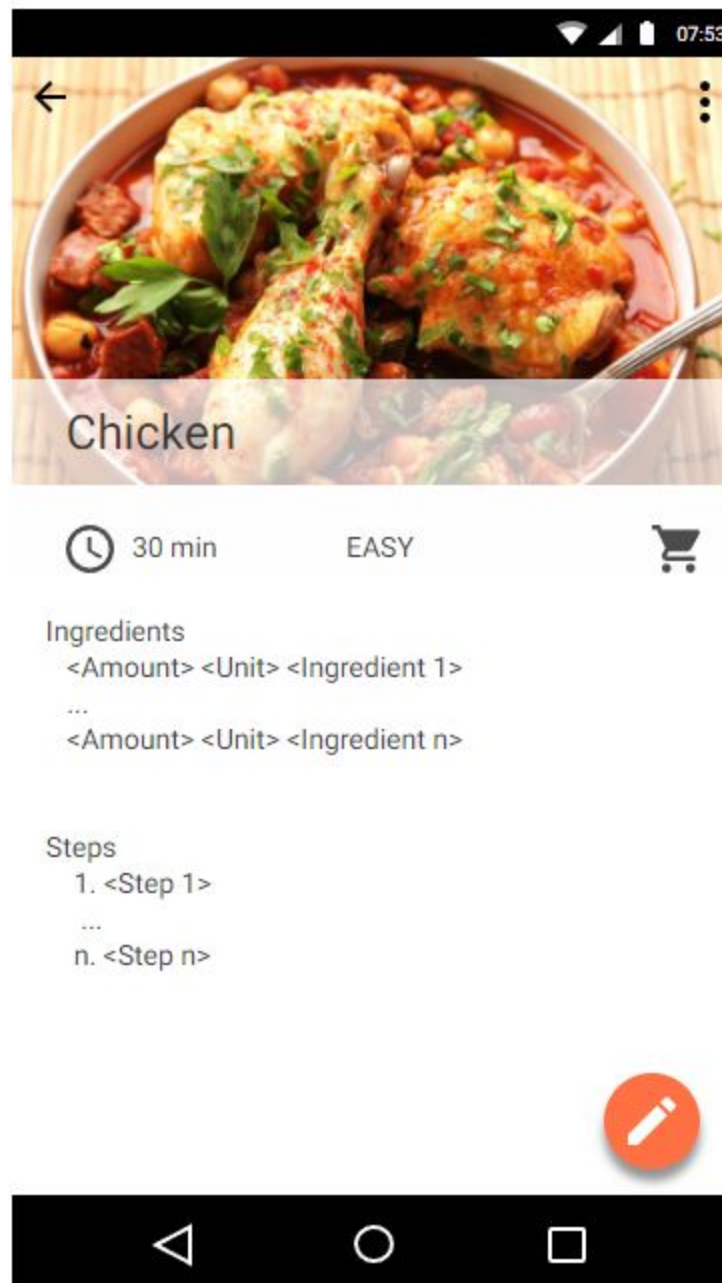 07:53
Chicken
30 min EASY
Ingredients
<Amount> <Unit> <Ingredient 1>
...
<Amount> <Unit> <Ingredient n>
Steps
1. <Step 1>
...
n. <Step n>